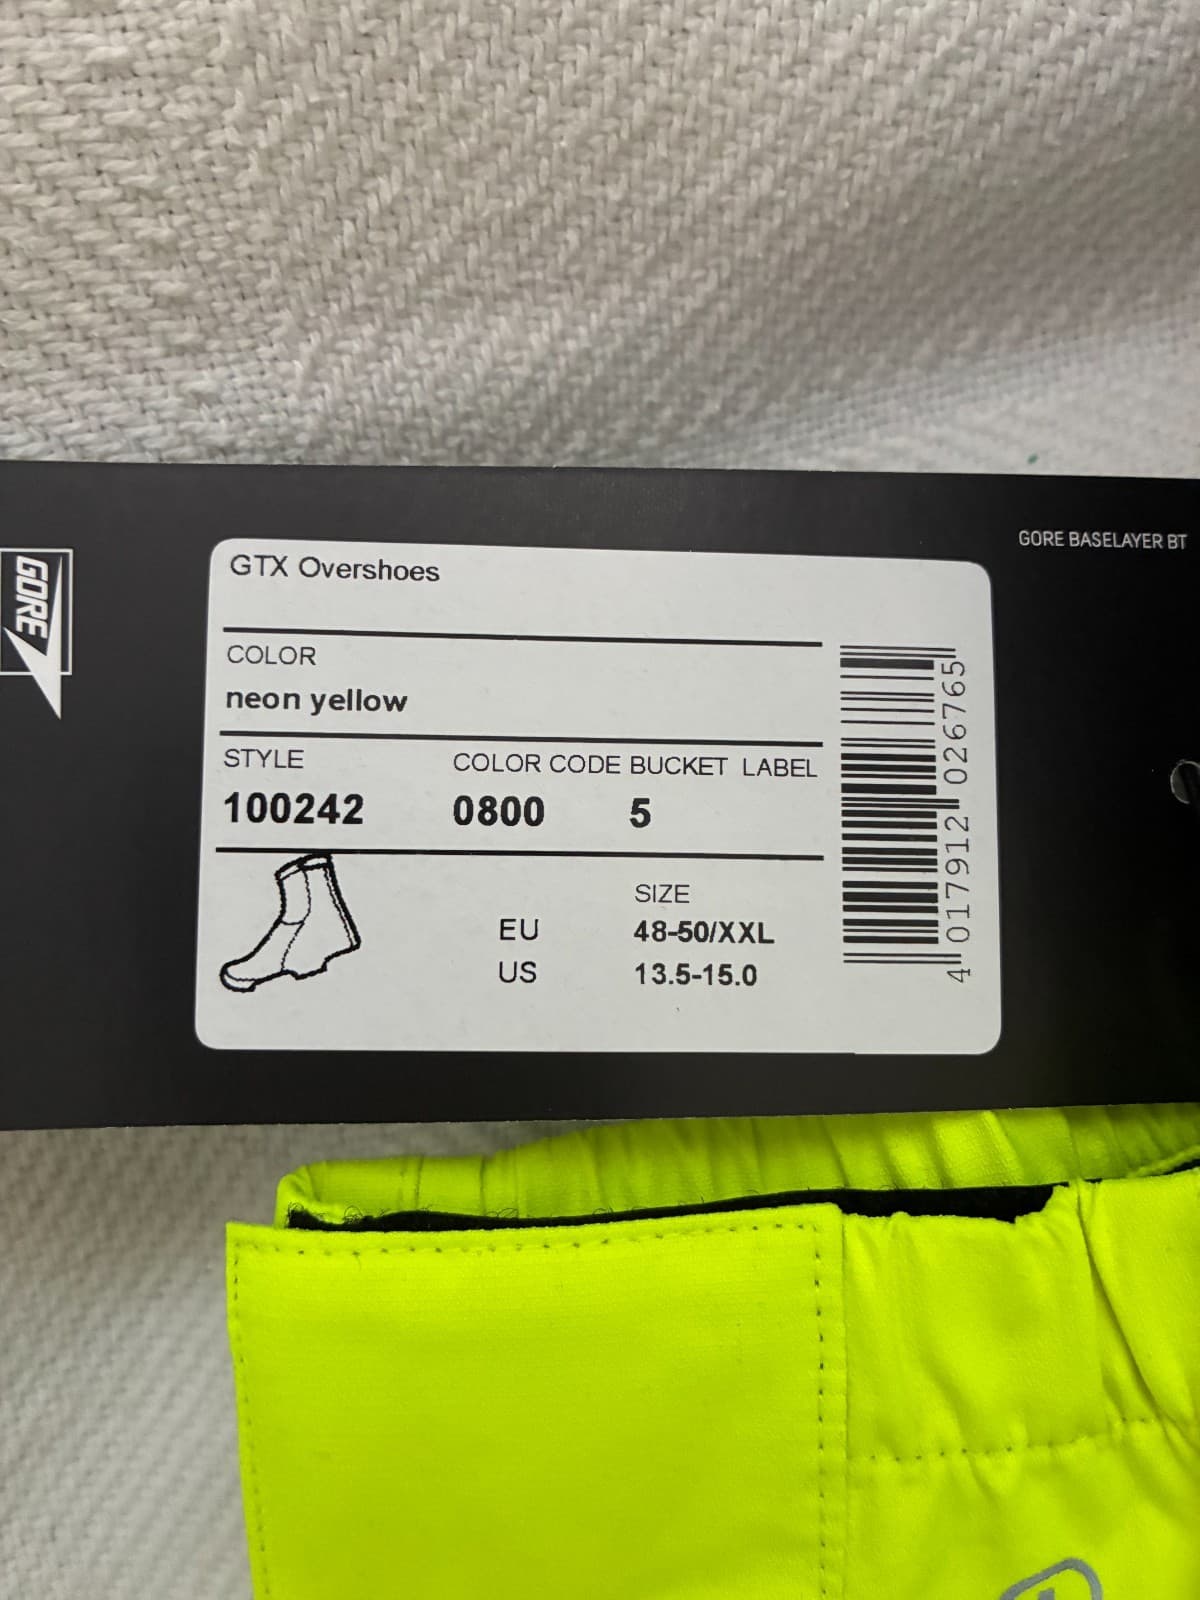 GORE
GORE BASELAYER BT
GTX Overshoes
COLOR
neon yellow
STYLE COLOR CODE BUCKET LABEL
100242 0800 5
SIZE
EU 48-50/XXL
US 13.5-15.0
4 017912 026765